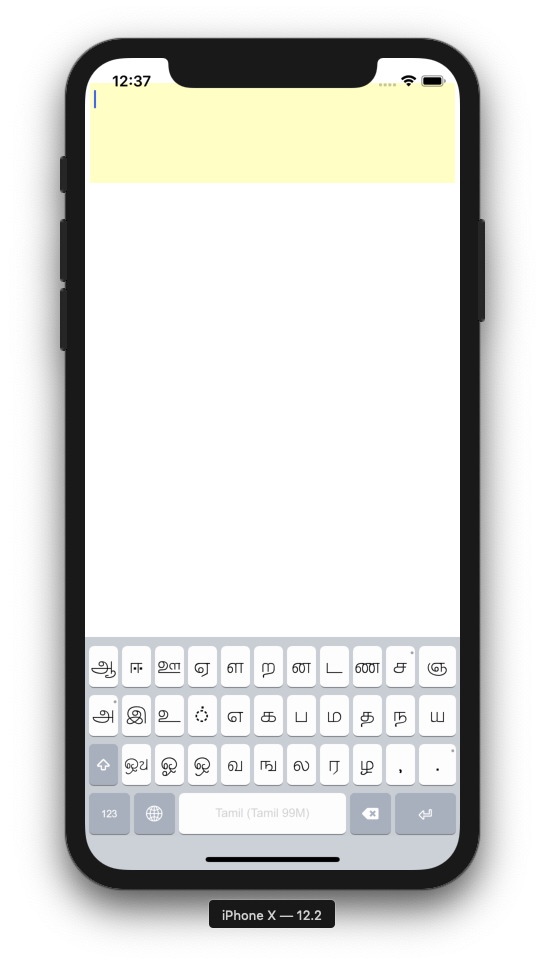 12:37
ஆ ஈ ஊ ஏ ள ற ன ட ண ச ஞ
அ இ உ ் எ க ப ம த ந ய
ஔ ஓ ஒ வ ங ல ர ழ , .
123 Tamil (Tamil 99M)
iPhone X — 12.2